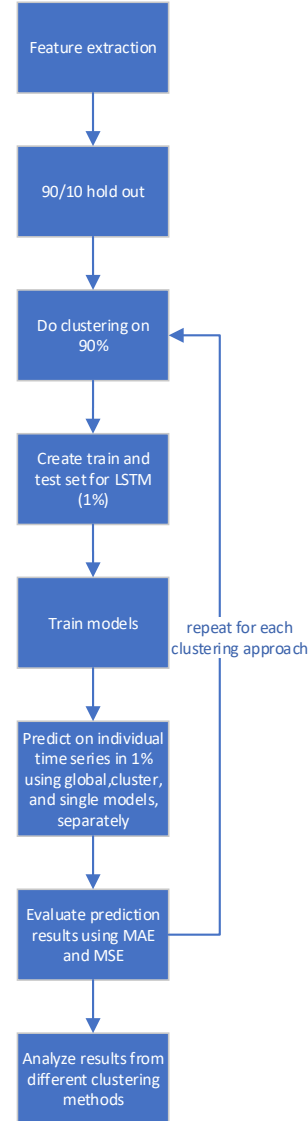 Feature extraction
90/10 hold out
Do clustering on
90%
Create train and
test set for LSTM
(1%)
Train models
repeat for each
clustering approach
Predict on individual
time series in 1%
using global,cluster,
and single models,
separately
Evaluate prediction
results using MAE
and MSE
Analyze results from
different clustering
methods